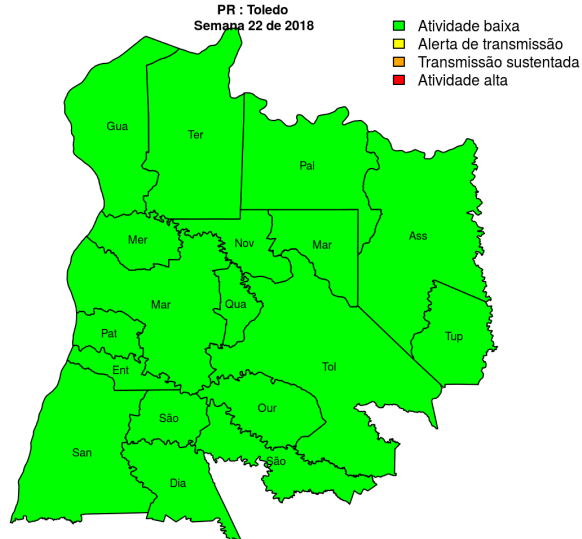 PR : Toledo
Semana 22 de 2018
Atividade baixa
Alerta de transmissão
Transmissão sustentada
Atividade alta
Gua
Ter
Pal
Mer
Nov
Mar
Ass
Mar
Qua
Pat
Tup
Ent
Tol
São
Our
San
São
Dia